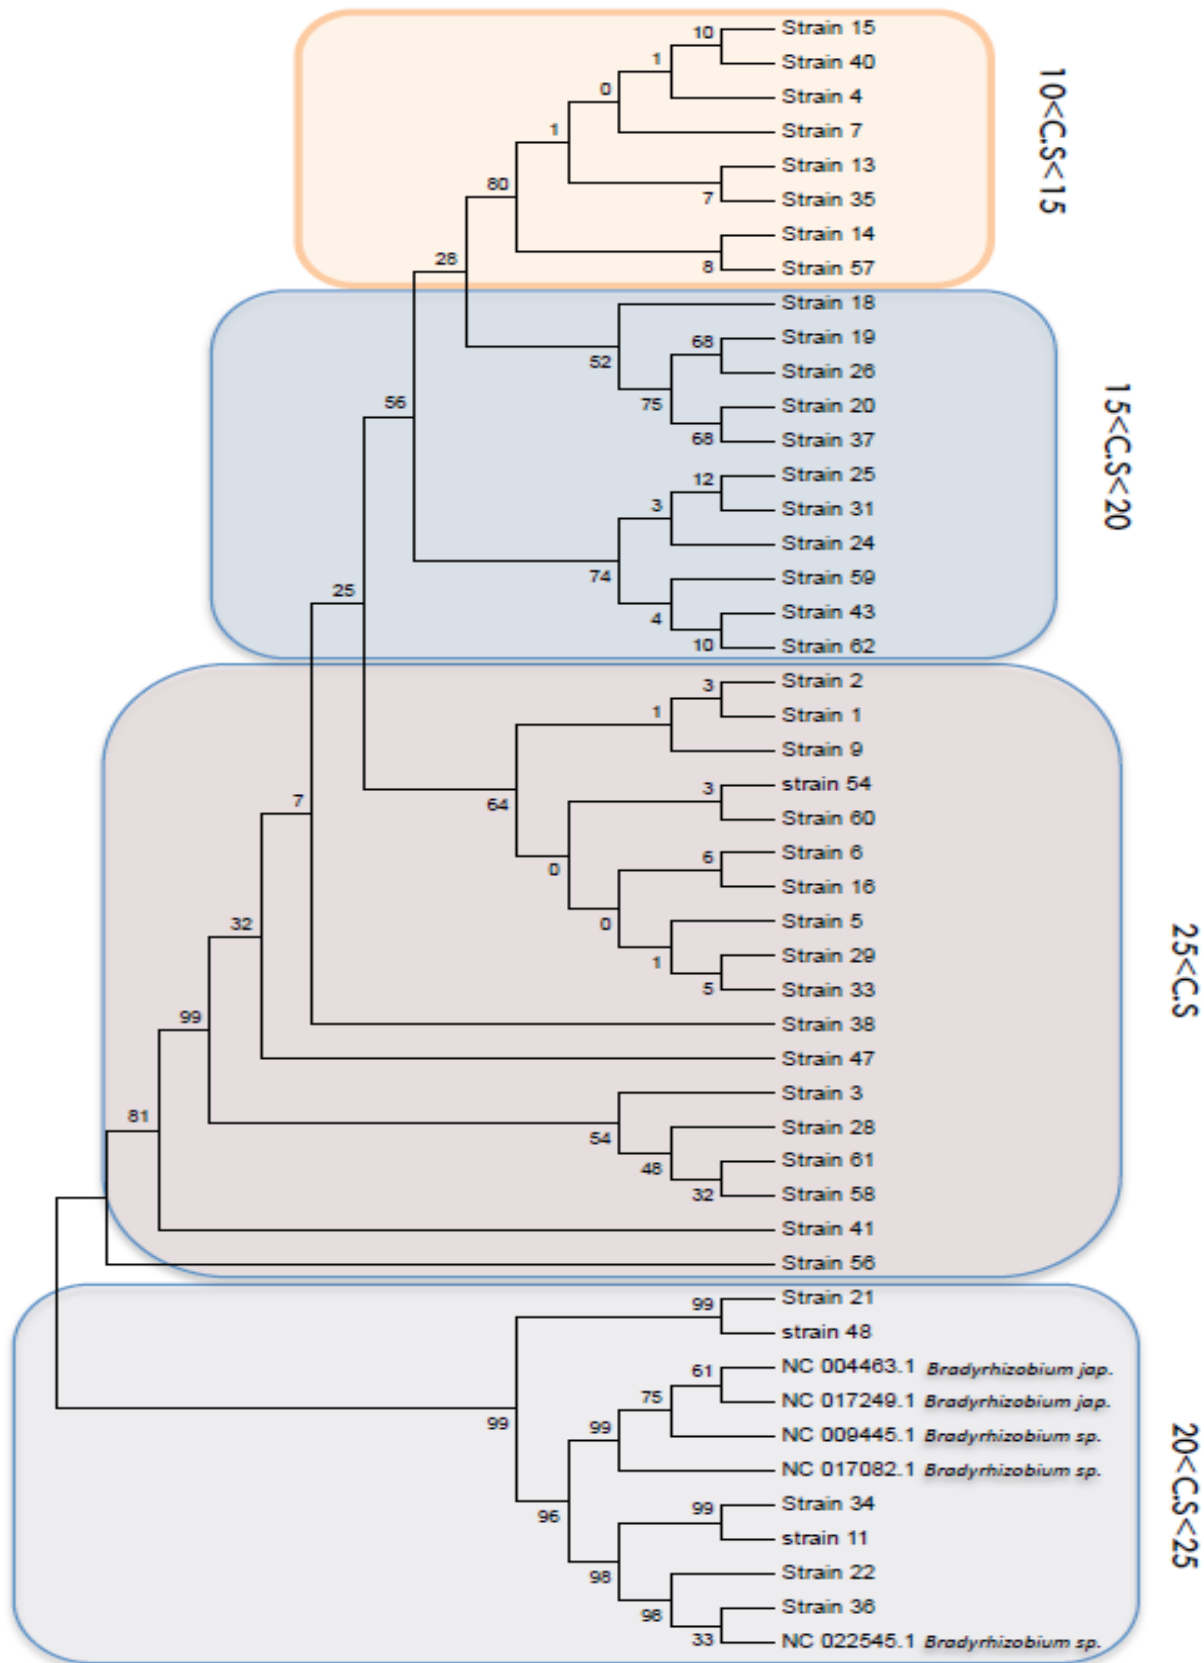 10
Strain 15
1
Strain 40
0
Strain 4
1
Strain 7
80
Strain 13
7
Strain 35
28
Strain 14
8
Strain 57
10<C.S<15
Strain 18
68
Strain 19
52
Strain 26
56
75
Strain 20
68
Strain 37
12
Strain 25
3
Strain 31
Strain 24
74
Strain 59
25
4
Strain 43
10
Strain 62
15<C.S<20
3
Strain 2
1
Strain 1
Strain 9
7
64
3
strain 54
Strain 60
0
6
Strain 6
Strain 16
32
0
Strain 5
1
Strain 29
5
Strain 33
99
Strain 38
Strain 47
81
Strain 3
54
Strain 28
48
Strain 61
32
Strain 58
Strain 41
Strain 56
25<C.S
99
Strain 21
strain 48
61
NC 004463.1 Bradyrhizobium jap.
75
NC 017249.1 Bradyrhizobium jap.
99
99
NC 009445.1 Bradyrhizobium sp.
NC 017082.1 Bradyrhizobium sp.
96
99
Strain 34
strain 11
98
Strain 22
98
Strain 36
33
NC 022545.1 Bradyrhizobium sp.
20<C.S<25